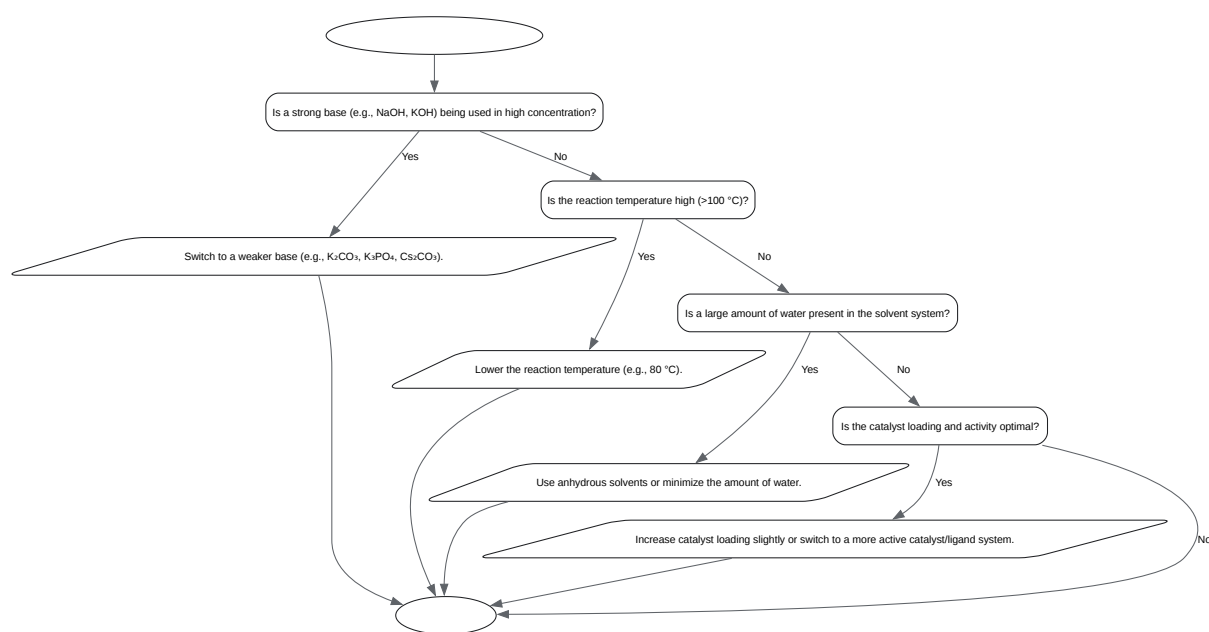 Is a strong base (e.g., NaOH, KOH) being used in high concentration?
Yes
No
Is the reaction temperature high (>100 °C)?
Switch to a weaker base (e.g., K₂CO₃, K₃PO₄, Cs₂CO₃).
Yes
No
Is a large amount of water present in the solvent system?
Lower the reaction temperature (e.g., 80 °C).
Yes
No
Is the catalyst loading and activity optimal?
Use anhydrous solvents or minimize the amount of water.
Yes
Increase catalyst loading slightly or switch to a more active catalyst/ligand system.
No